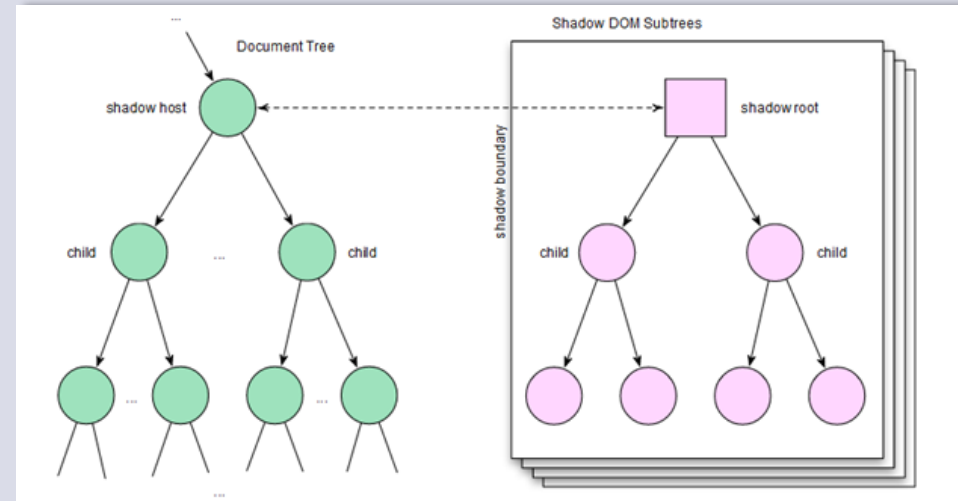 ...
Document Tree
Shadow DOM Subtrees
shadow host
shadow root
shadow boundary
child
...
child
child
child
...
...
...